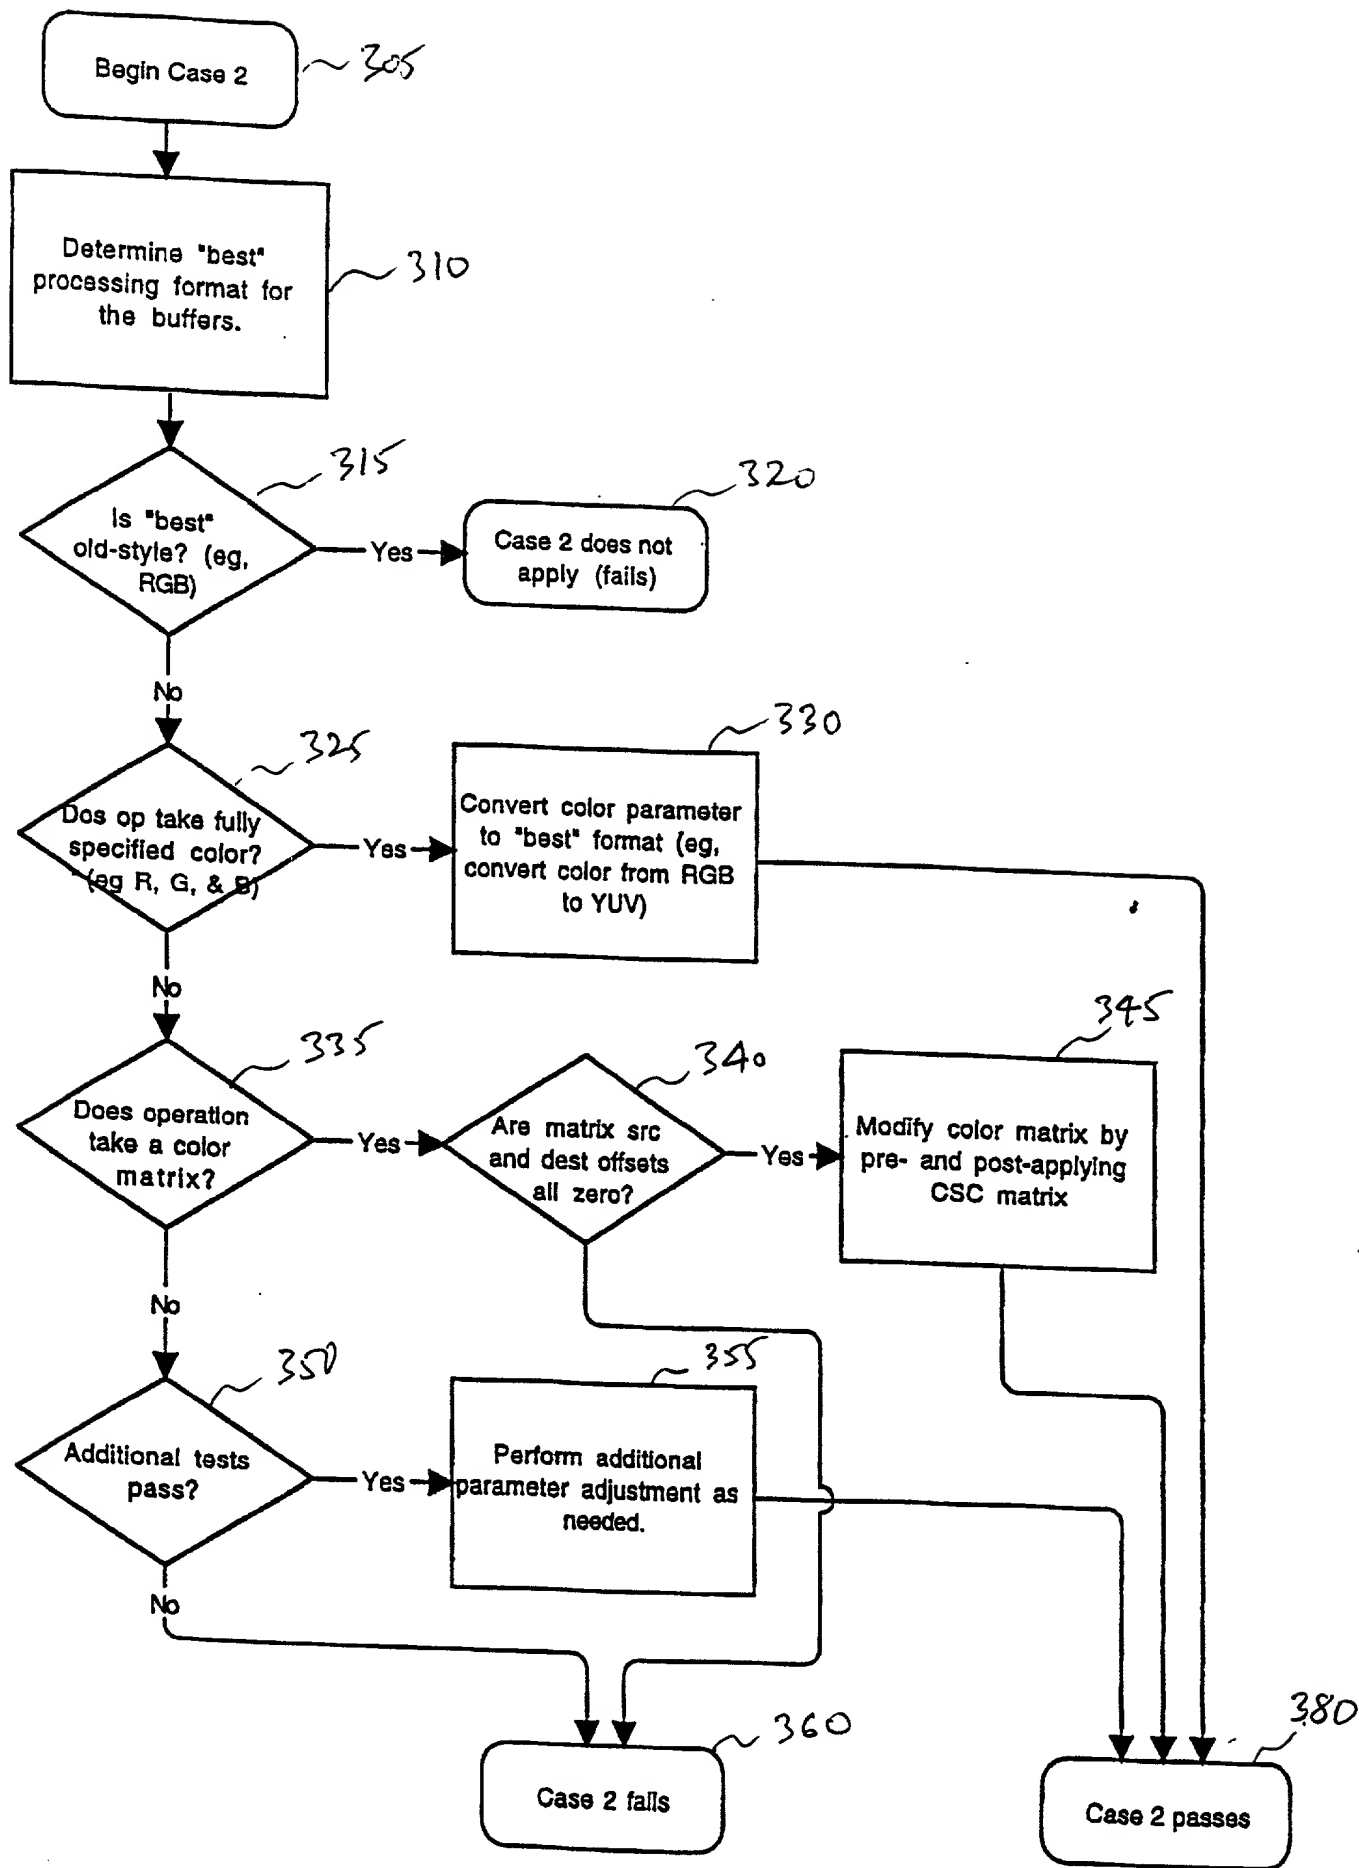 Begin Case 2
305
Determine "best"
processing format for
the buffers.
310
315
Is "best"
old-style? (eg,
RGB)
Yes
320
Case 2 does not
apply (fails)
No
325
Dos op take fully
specified color?
(eg R, G, & B)
Yes
330
Convert color parameter
to "best" format (eg,
convert color from RGB
to YUV)
No
335
Does operation
take a color
matrix?
Yes
340
Are matrix src
and dest offsets
all zero?
Yes
345
Modify color matrix by
pre- and post-applying
CSC matrix
No
350
Additional tests
pass?
Yes
355
Perform additional
parameter adjustment as
needed.
No
360
Case 2 fails
380
Case 2 passes